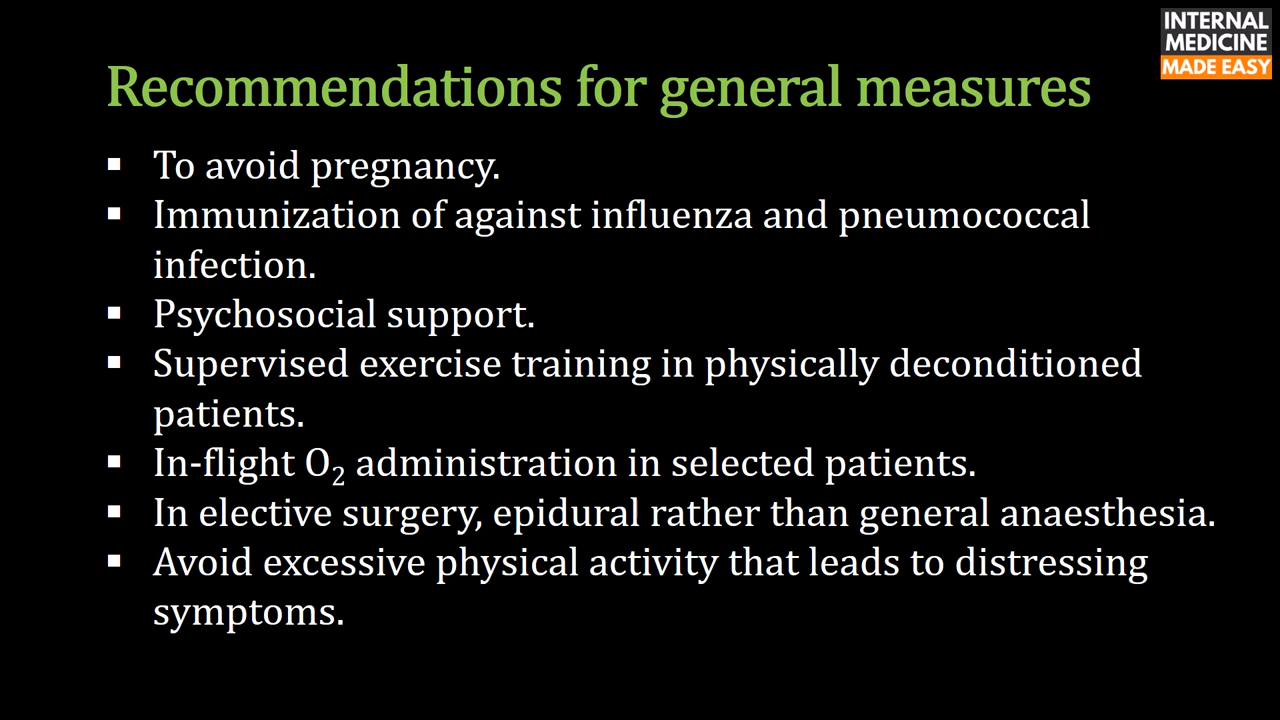 INTERNAL
MEDICINE
MADE EASY
Recommendations for general measures
▪ To avoid pregnancy.
▪ Immunization of against influenza and pneumococcal
infection.
▪ Psychosocial support.
▪ Supervised exercise training in physically deconditioned
patients.
▪ In-flight O₂ administration in selected patients.
▪ In elective surgery, epidural rather than general anaesthesia.
▪ Avoid excessive physical activity that leads to distressing
symptoms.